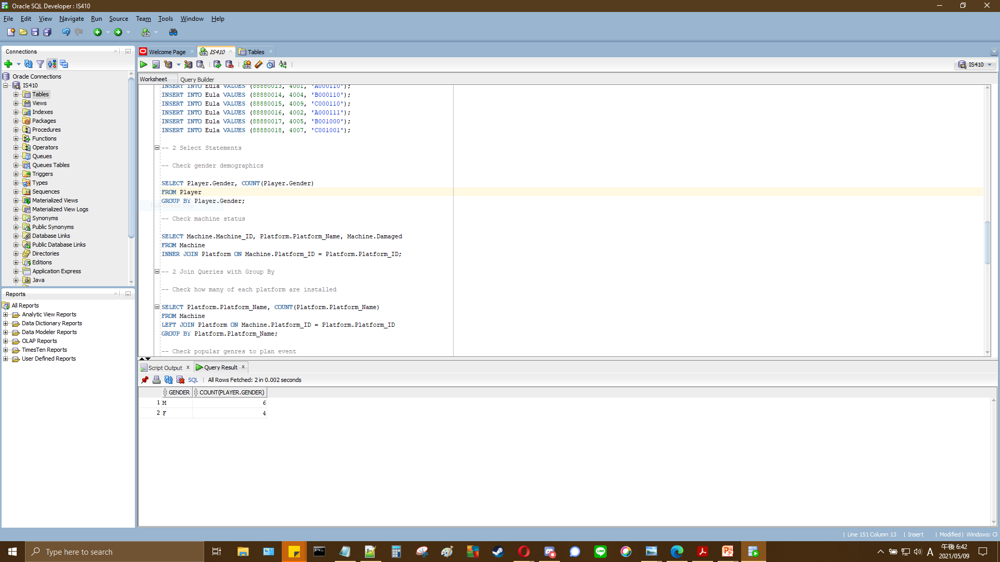 Oracle SQL Developer : IS410
File Edit View Navigate Run Source Team Tools Window Help
Connections
Oracle Connections
IS410
Tables
Views
Indexes
Packages
Procedures
Functions
Operators
Queues
Queues Tables
Triggers
Types
Sequences
Materialized Views
Materialized View Logs
Synonyms
Public Synonyms
Database Links
Public Database Links
Directories
Editions
Application Express
Java
Reports
All Reports
Analytic View Reports
Data Dictionary Reports
Data Modeler Reports
OLAP Reports
TimesTen Reports
User Defined Reports
Welcome Page IS410 Tables
IS410
Worksheet Query Builder
INSERT INTO Eula VALUES (88880013, 4001, 'A000110');
INSERT INTO Eula VALUES (88880014, 4004, 'B000110');
INSERT INTO Eula VALUES (88880015, 4009, 'C000110');
INSERT INTO Eula VALUES (88880016, 4002, 'A000111');
INSERT INTO Eula VALUES (88880017, 4005, 'B001000');
INSERT INTO Eula VALUES (88880018, 4007, 'C001001');
-- 2 Select Statements
-- Check gender demographics
SELECT Player.Gender, COUNT(Player.Gender)
FROM Player
GROUP BY Player.Gender;
-- Check machine status
SELECT Machine.Machine_ID, Platform.Platform_Name, Machine.Damaged
FROM Machine
INNER JOIN Platform ON Machine.Platform_ID = Platform.Platform_ID;
-- 2 Join Queries with Group By
-- Check how many of each platform are installed
SELECT Platform.Platform_Name, COUNT(Platform.Platform_Name)
FROM Machine
LEFT JOIN Platform ON Machine.Platform_ID = Platform.Platform_ID
GROUP BY Platform.Platform_Name;
-- Check popular genres to plan event
Script Output x Query Result x
SQL | All Rows Fetched: 2 in 0.002 seconds
GENDER COUNT(PLAYER.GENDER)
1 M 6
2 F 4
| Line 151 Column 13 | Insert | Modified | Windows: CF
Type here to search
A
午後 6:42
2021/05/09